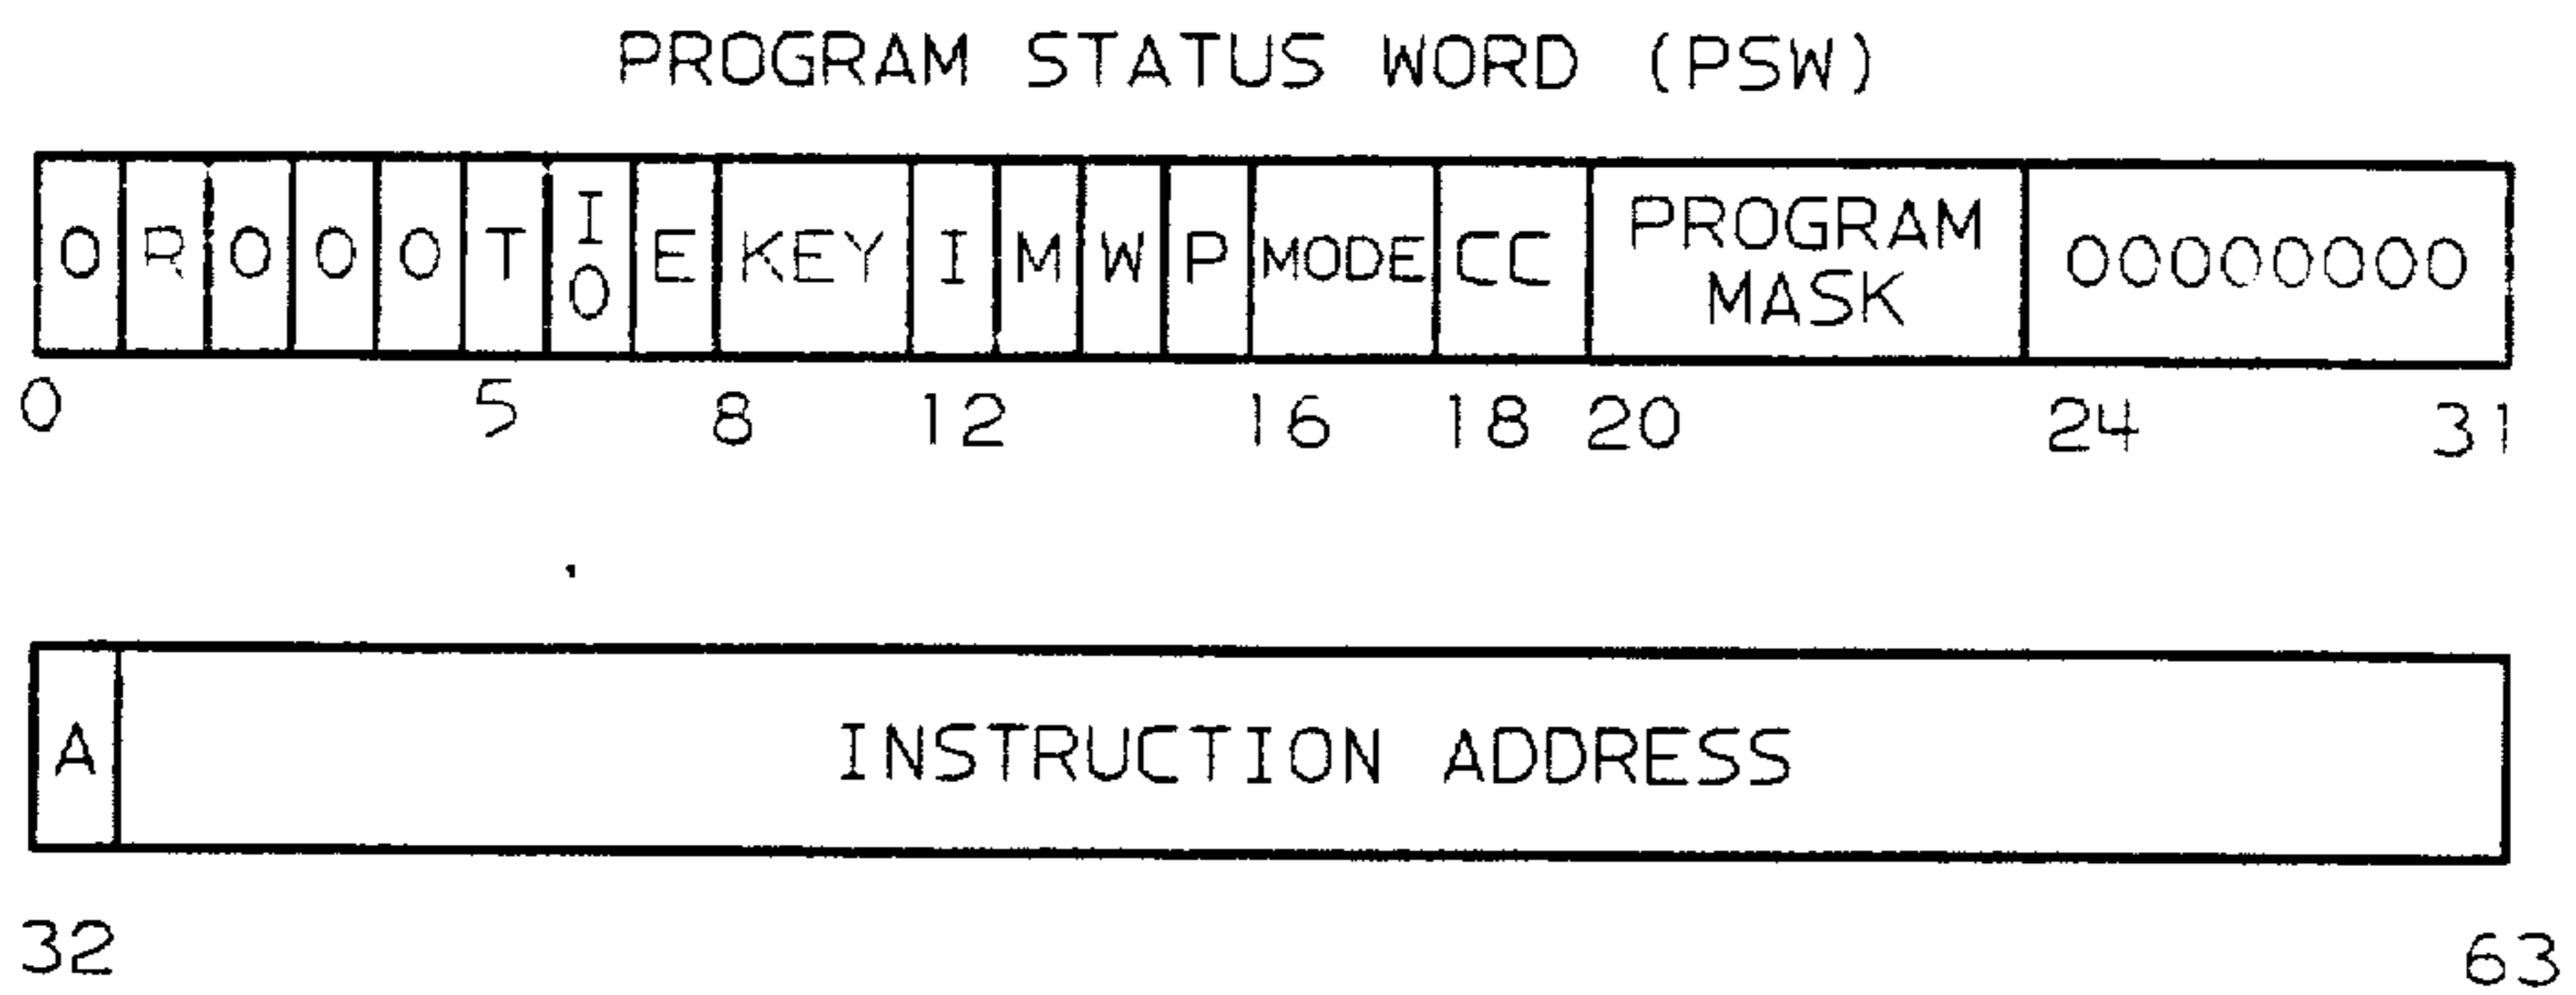 PROGRAM STATUS WORD (PSW)
0 R 0 0 0 T IO E KEY I M W P MODE CC PROGRAM MASK 00000000
0 5 8 12 16 18 20 24 31
A INSTRUCTION ADDRESS
32 63